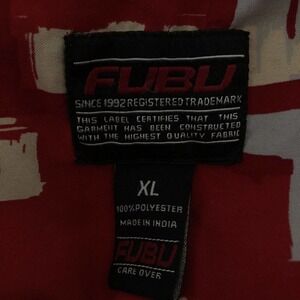 FUBU
SINCE 1992 REGISTERED TRADEMARK
THIS LABEL CERTIFIES THAT THIS
GARMENT HAS BEEN CONSTRUCTED
WITH THE HIGHEST QUALITY FABRIC
XL
100% POLYESTER
MADE IN INDIA
FUBU
CARE OVER